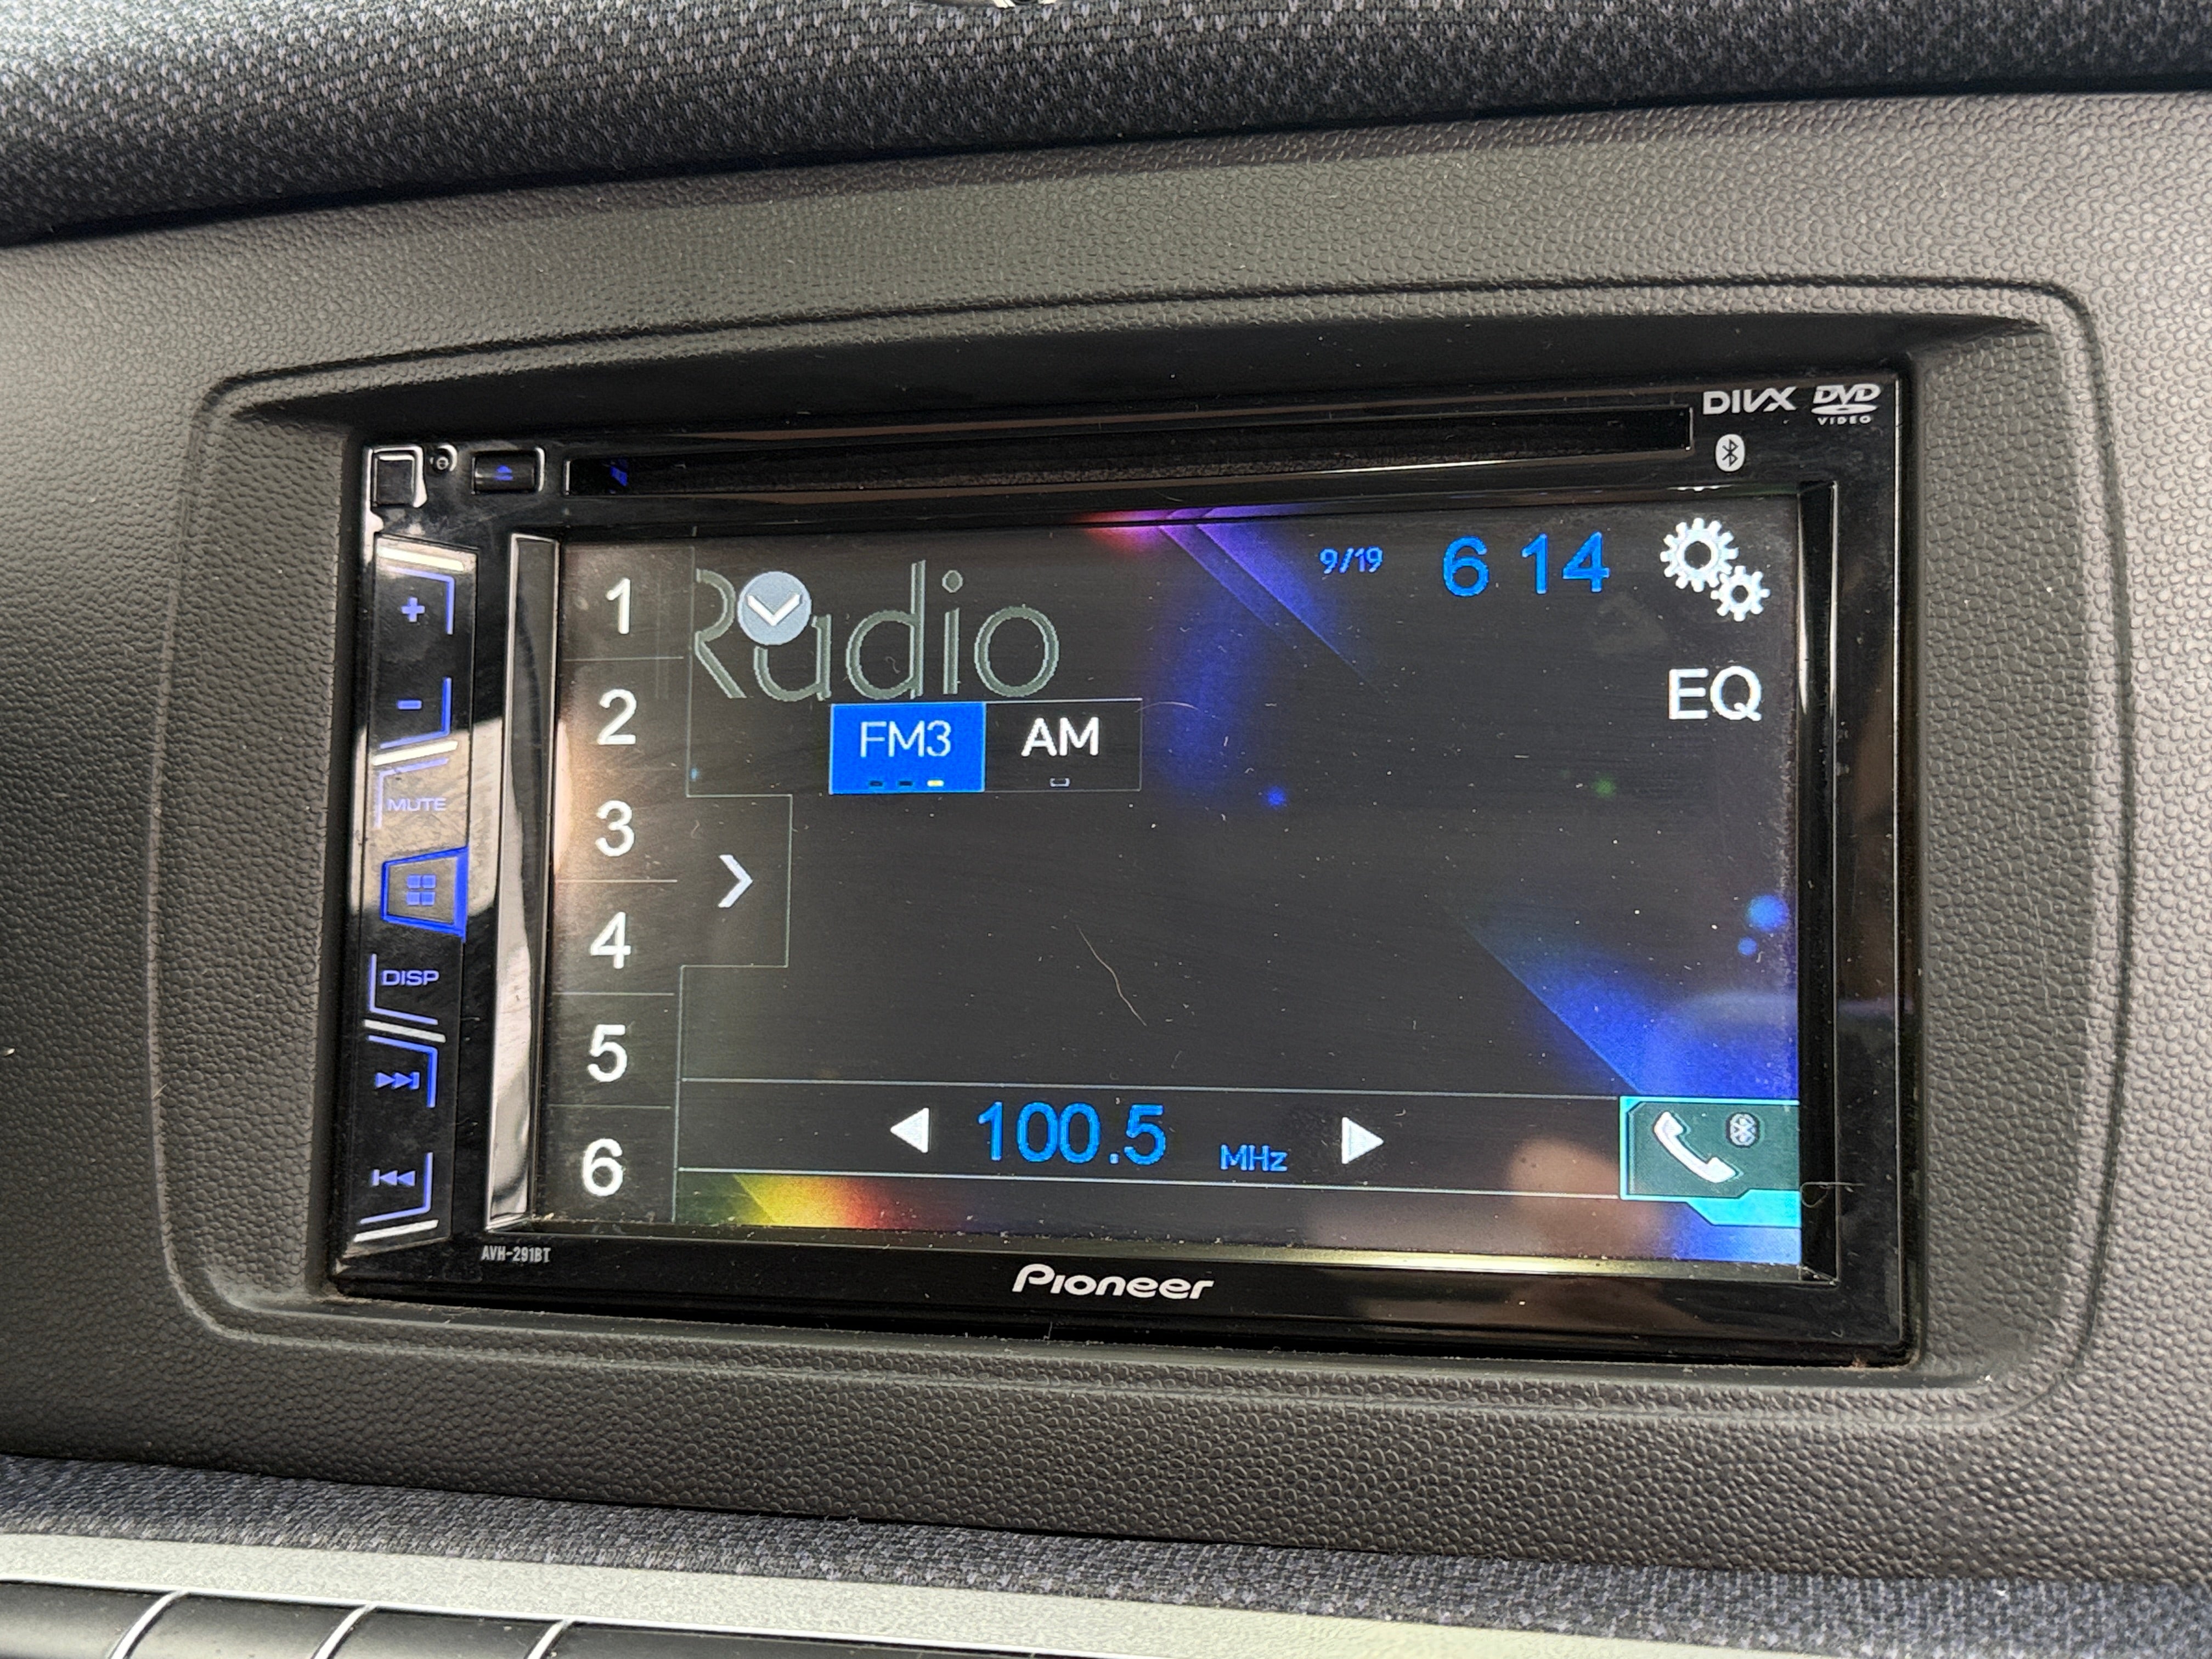 DIVX DVD
VIDEO
1
Radio
9/19
6 14
2
EQ
FM3
AM
MUTE
3
4
DISP
5
6
100.5
MHz
AVH-291BT
Pioneer